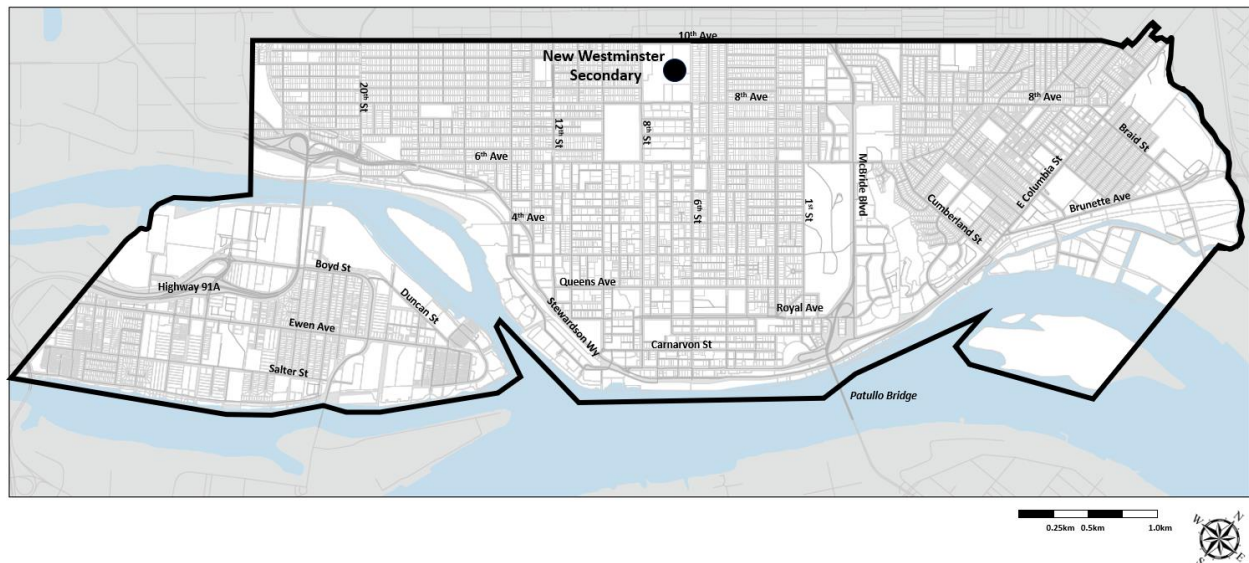 10th Ave
New Westminster
Secondary
20th St
8th Ave
8th Ave
12th St
8th St
Braid St
6th Ave
McBride Blvd
E Columbia St
6th St
1st St
Cumberland St
Brunette Ave
4th Ave
Boyd St
Queens Ave
Highway 91A
Duncan St
Royal Ave
Ewen Ave
Stewardson Wy
Carnarvon St
Salter St
Patullo Bridge
0.25km 0.5km 1.0km
N
W
E
S